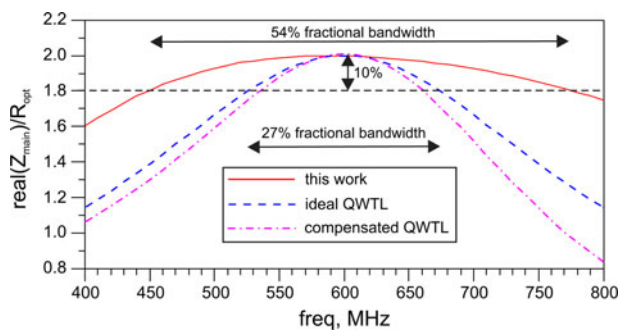 54% fractional bandwidth
10%
27% fractional bandwidth
this work
ideal QWTL
compensated QWTL
real(Z_main)/R_opt
2.2
2.0
1.8
1.6
1.4
1.2
1.0
0.8
400 450 500 550 600 650 700 750 800
freq, MHz